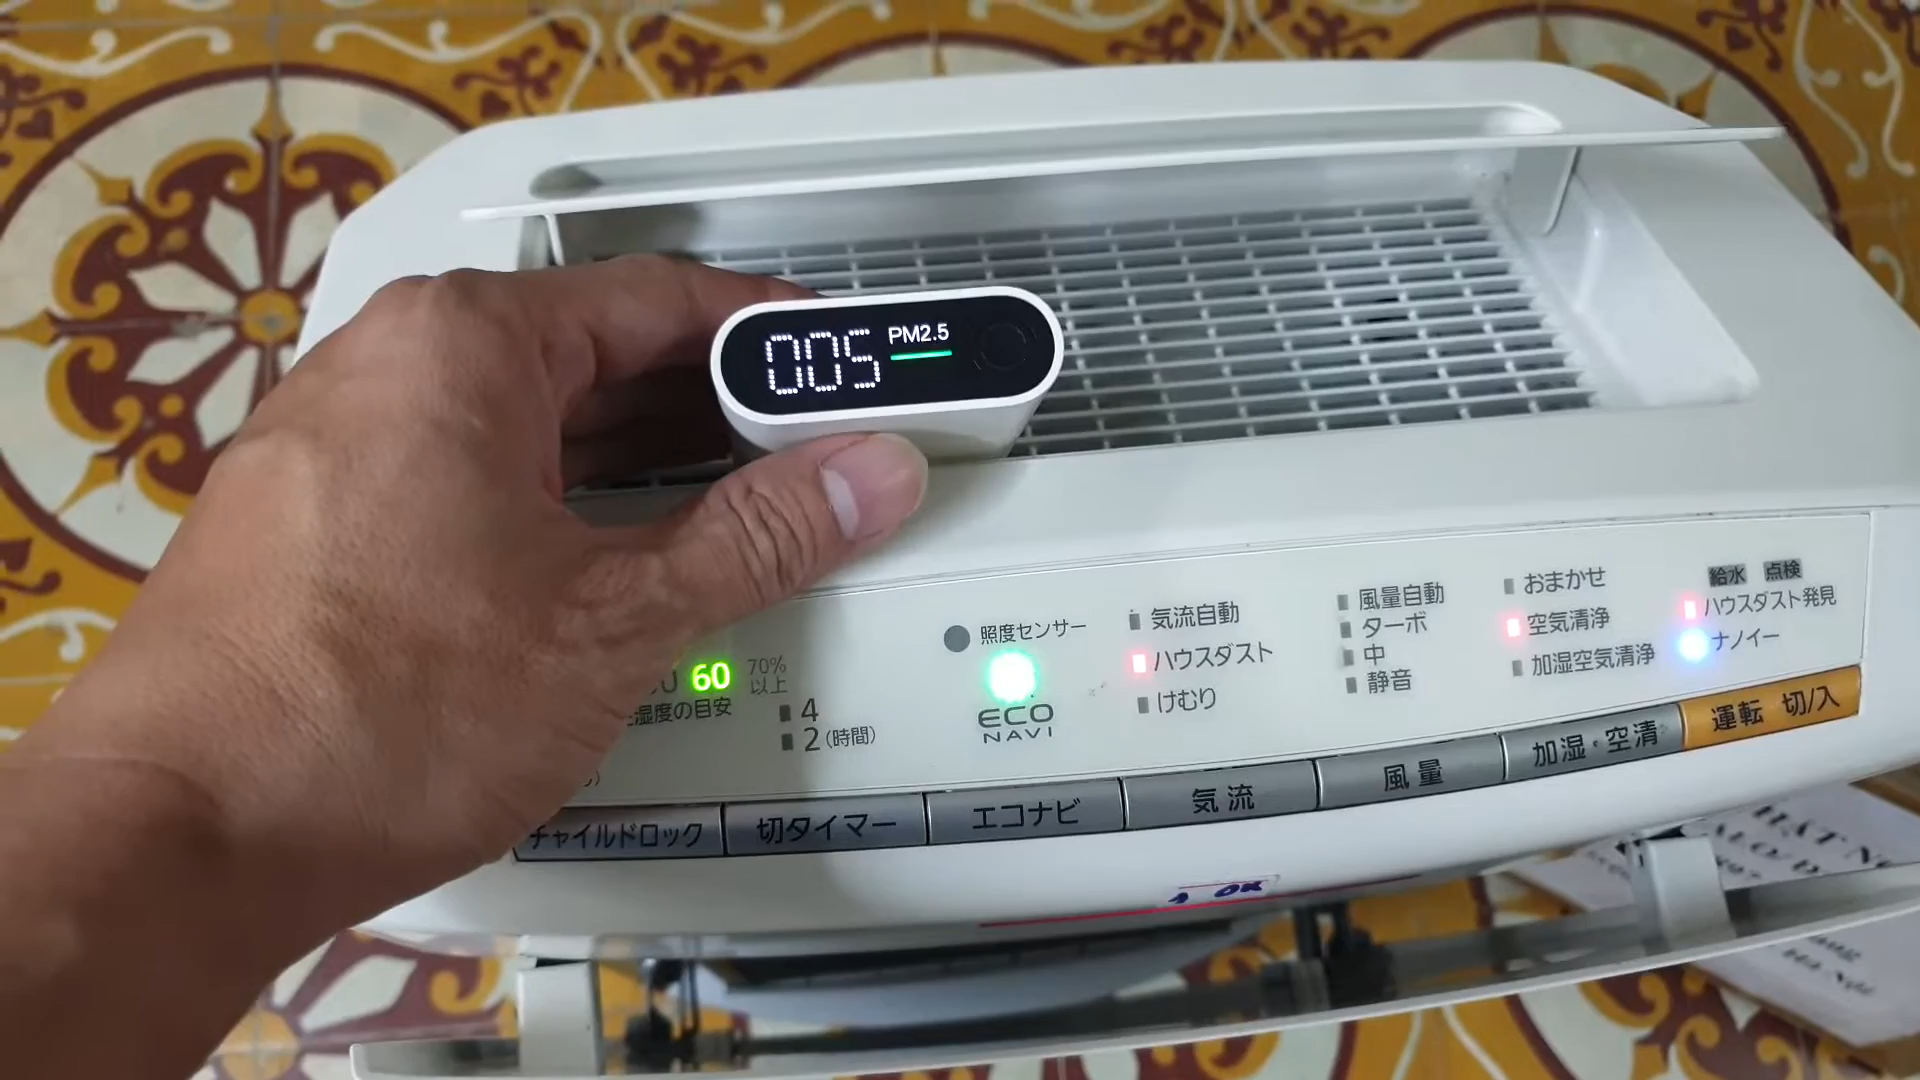 005 PM2.5
給水 点検
照度センサー
気流自動
風量自動
おまかせ
ハウスダスト発見
60
70%
以上
ハウスダスト
ターボ
空気清浄
ナノイー
湿度の目安
4
2(時間)
ECO
NAVI
けむり
中
静音
加湿空気清浄
チャイルドロック
切タイマー
エコナビ
気流
風量
加湿・空清
運転 切/入
OK